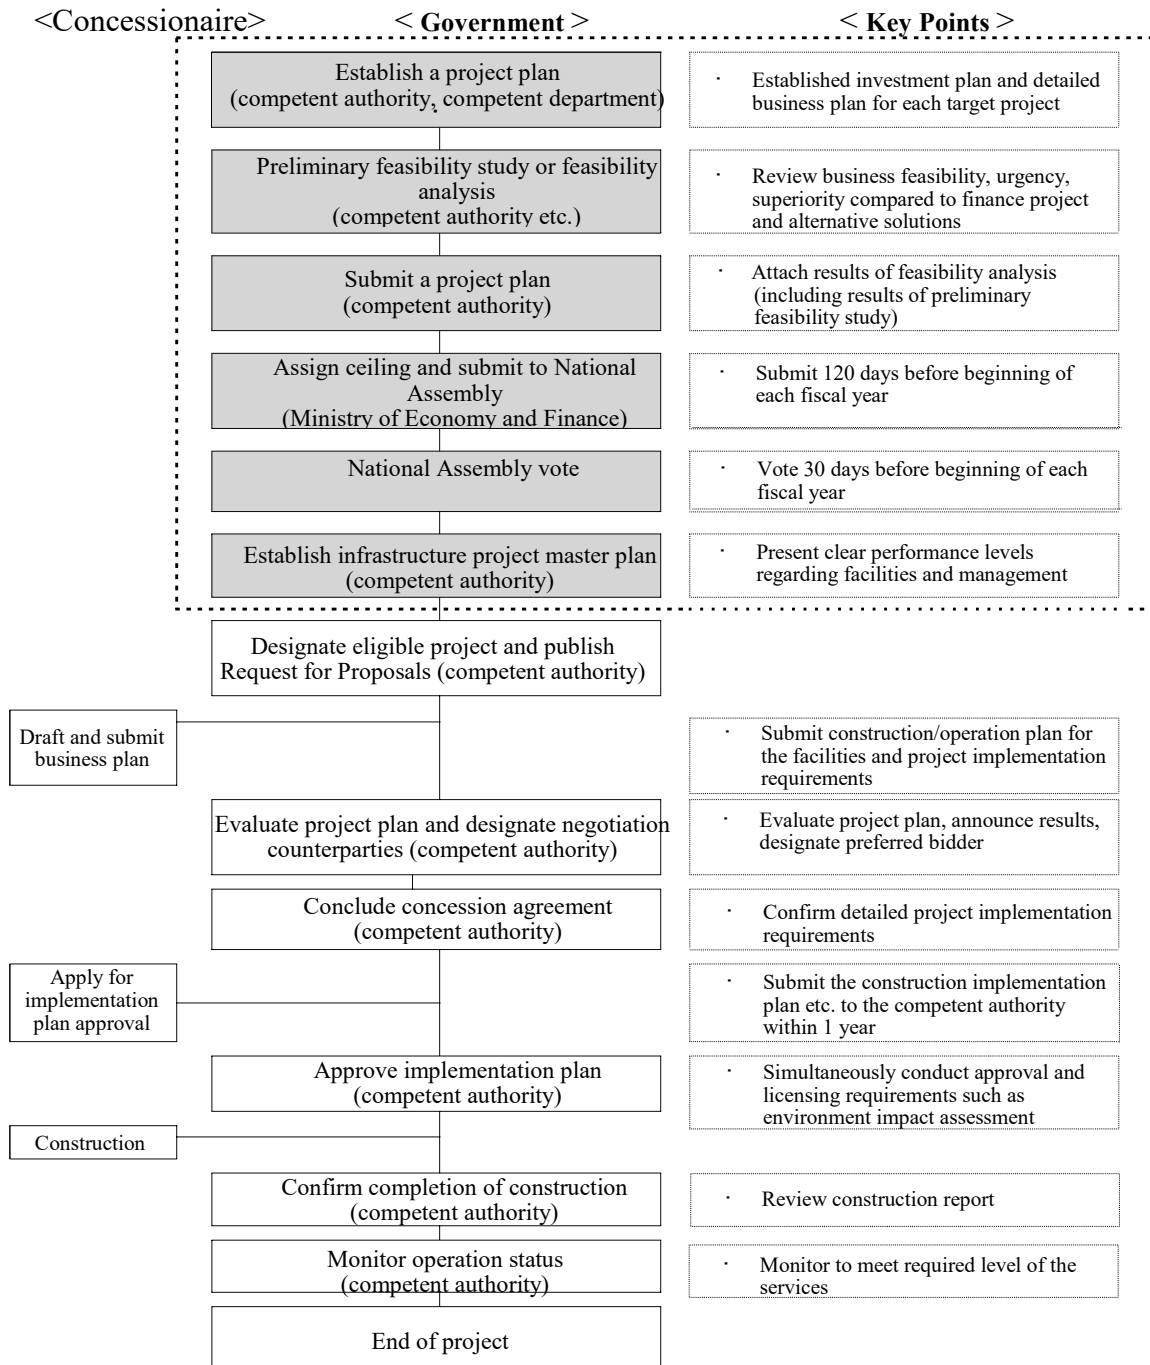 <Concessionaire>
< Government >
< Key Points >
Establish a project plan
(competent authority, competent department)
· Established investment plan and detailed
business plan for each target project
Preliminary feasibility study or feasibility
analysis
(competent authority etc.)
· Review business feasibility, urgency,
superiority compared to finance project
and alternative solutions
Submit a project plan
(competent authority)
· Attach results of feasibility analysis
(including results of preliminary
feasibility study)
Assign ceiling and submit to National
Assembly
(Ministry of Economy and Finance)
· Submit 120 days before beginning of
each fiscal year
National Assembly vote
· Vote 30 days before beginning of each
fiscal year
Establish infrastructure project master plan
(competent authority)
· Present clear performance levels
regarding facilities and management
Designate eligible project and publish
Request for Proposals (competent authority)
Draft and submit
business plan
· Submit construction/operation plan for
the facilities and project implementation
requirements
Evaluate project plan and designate negotiation
counterparties (competent authority)
· Evaluate project plan, announce results,
designate preferred bidder
Conclude concession agreement
(competent authority)
· Confirm detailed project implementation
requirements
Apply for
implementation
plan approval
· Submit the construction implementation
plan etc. to the competent authority
within 1 year
Approve implementation plan
(competent authority)
· Simultaneously conduct approval and
licensing requirements such as
environment impact assessment
Construction
Confirm completion of construction
(competent authority)
· Review construction report
Monitor operation status
(competent authority)
· Monitor to meet required level of the
services
End of project